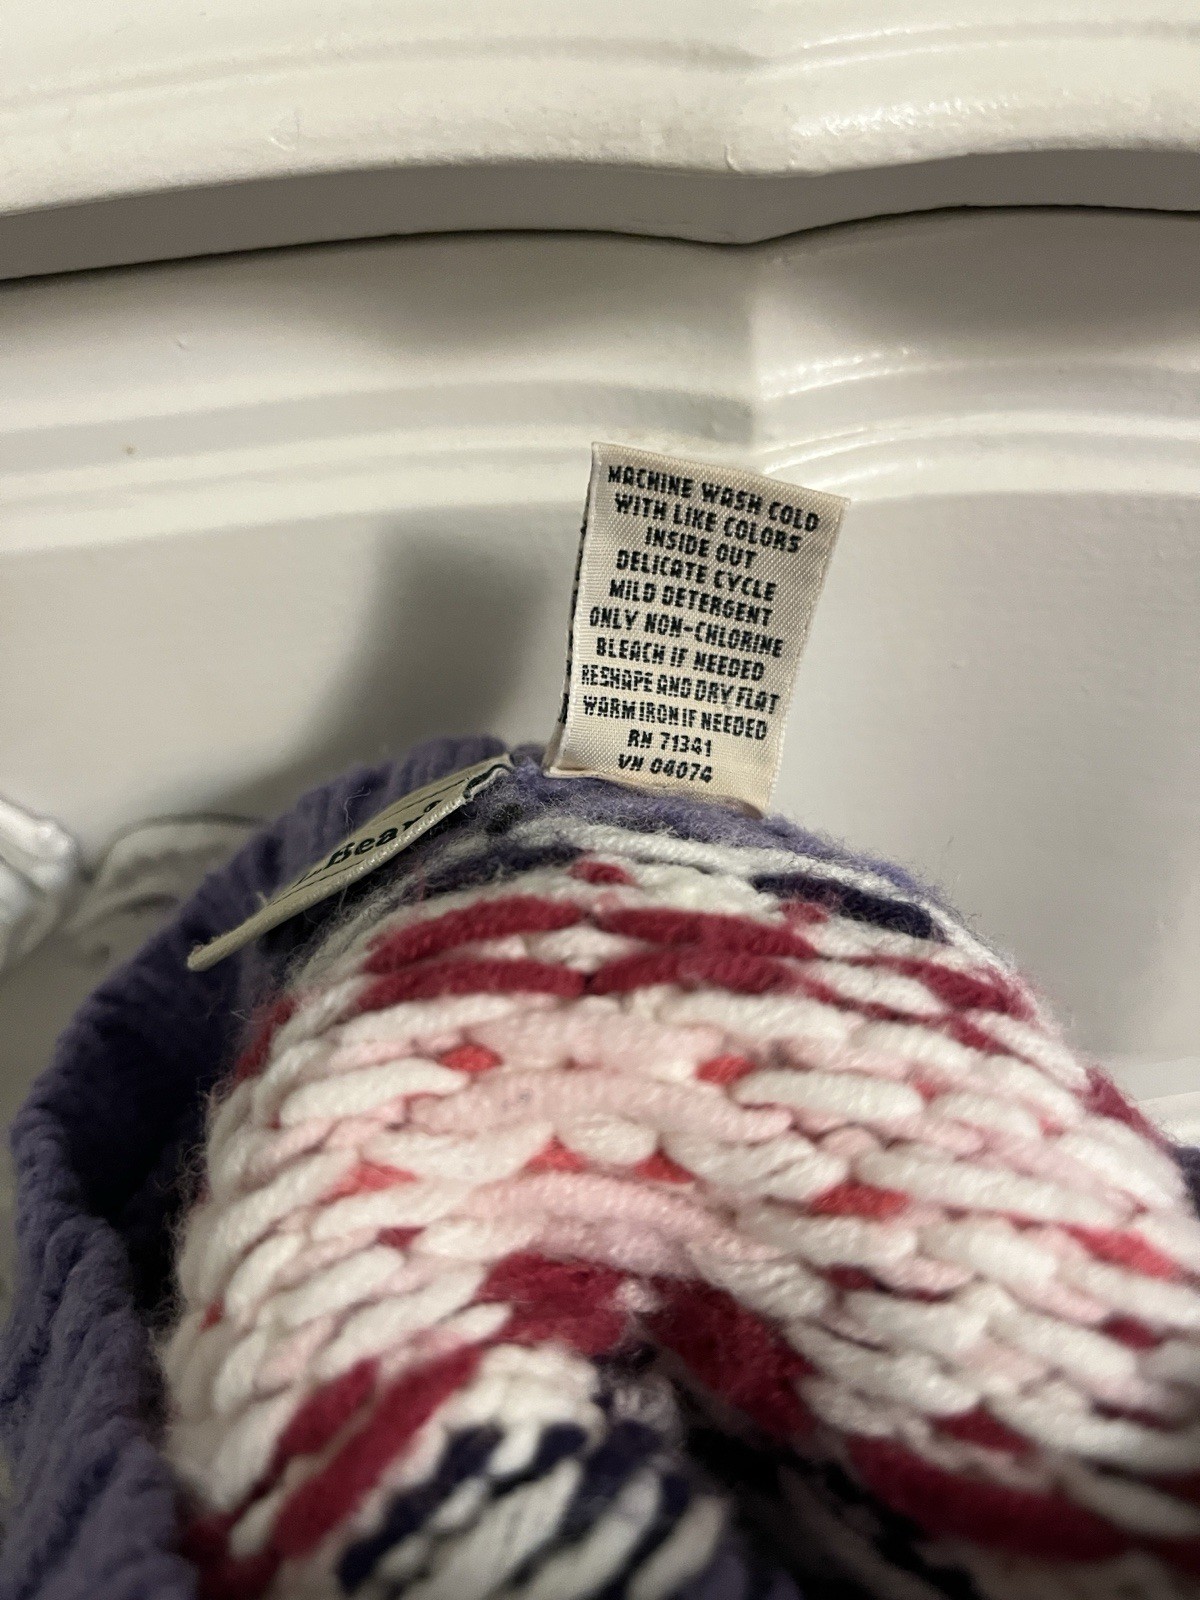 MACHINE WASH COLD
WITH LIKE COLORS
INSIDE OUT
DELICATE CYCLE
MILD DETERGENT
ONLY NON-CHLORINE
BLEACH IF NEEDED
RESHAPE AND DRY FLAT
WARM IRON IF NEEDED
RN 71341
VN 04074
Bear